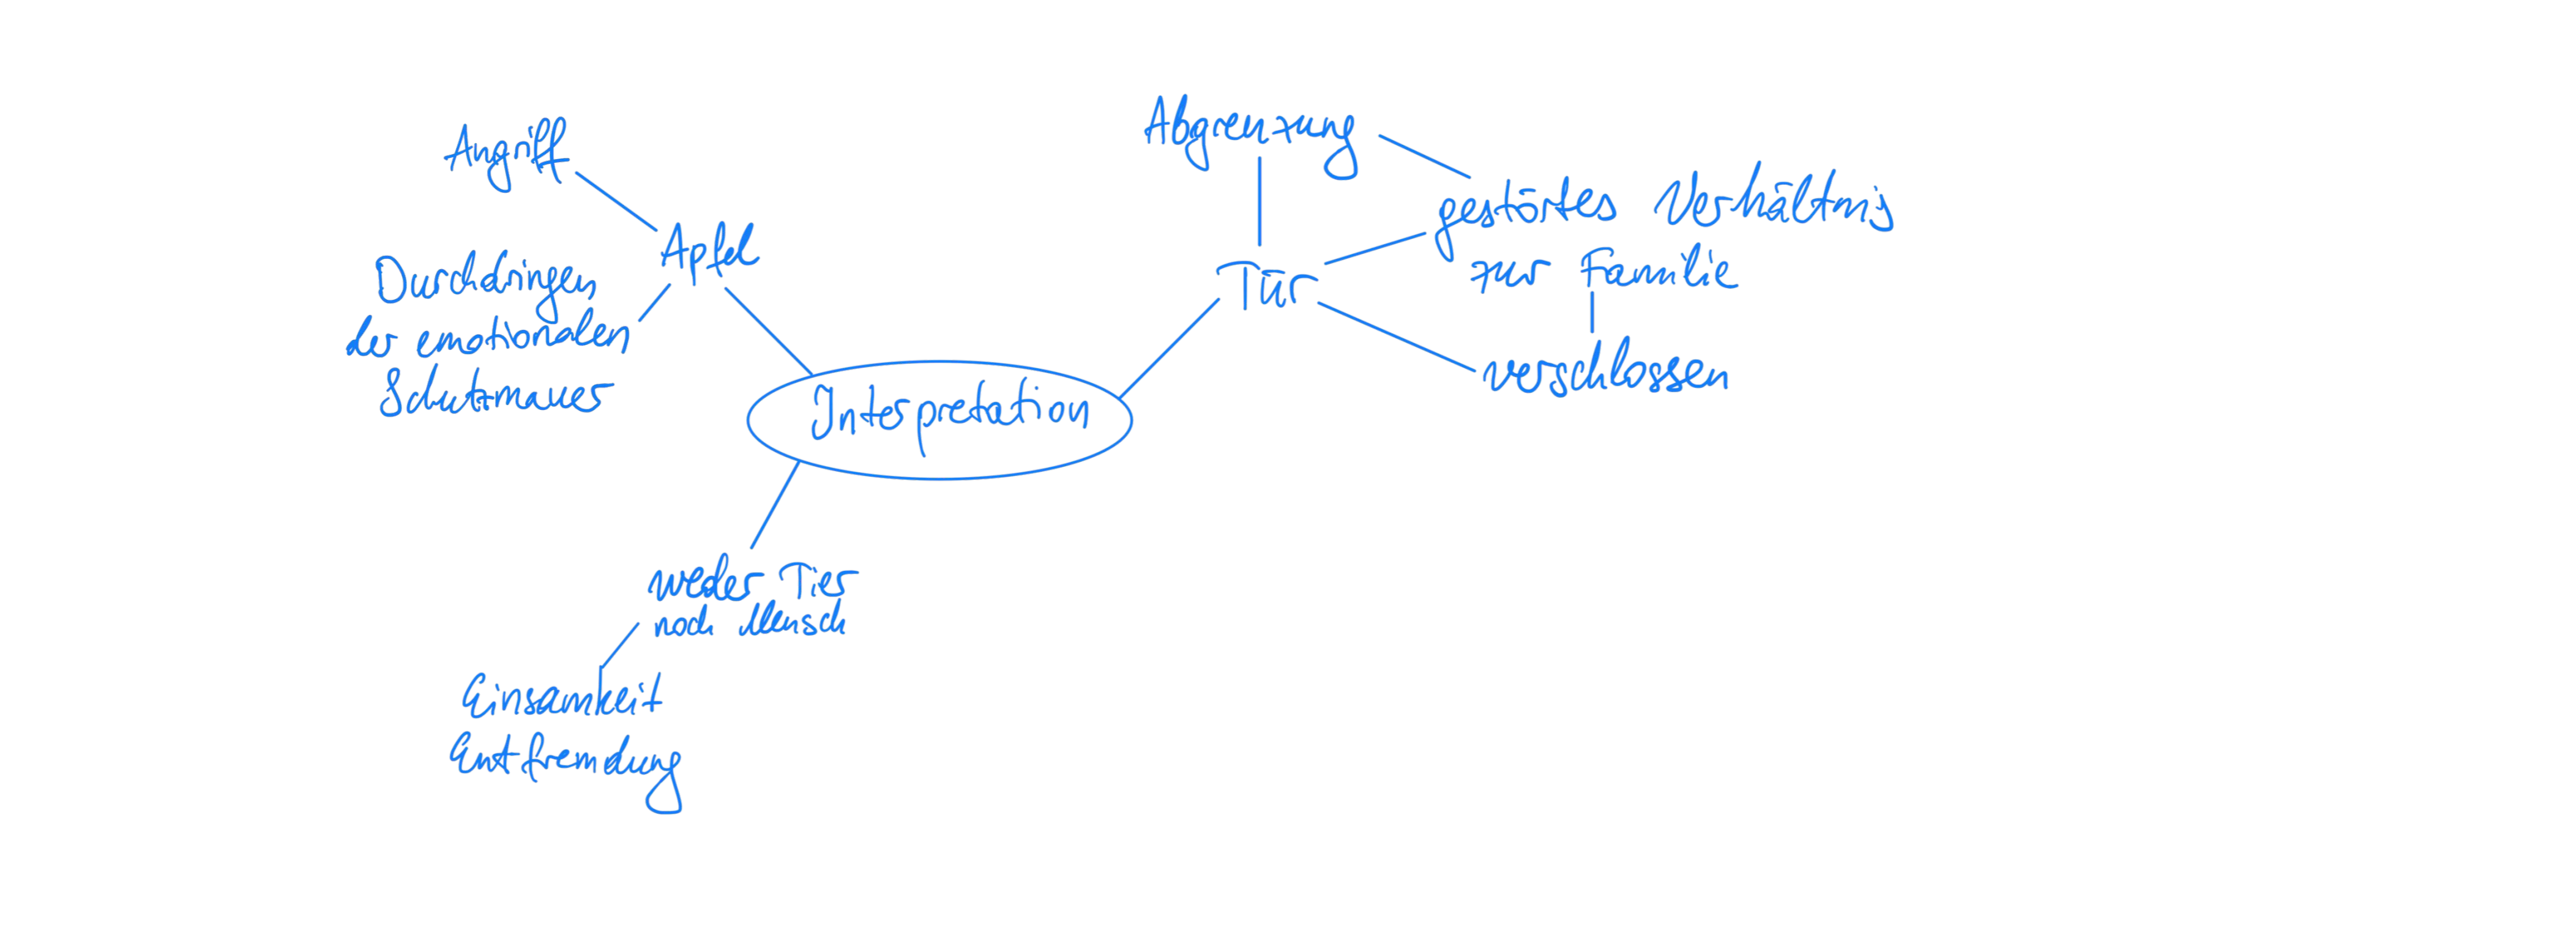 Angriff
Apfel
Durchdringen
der emotionalen
Schutzmauer
Abgrenzung
gestörtes Verhältnis
zur Familie
Tür
verschlossen
Interpretation
weder Tier
noch Mensch
Einsamkeit
Entfremdung